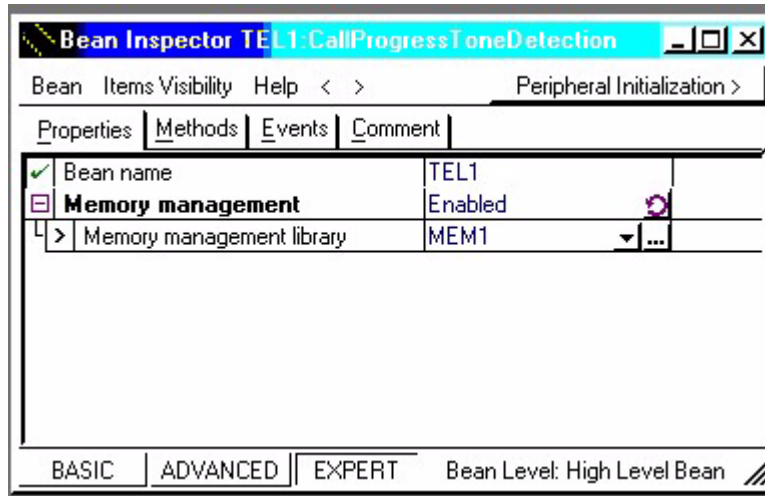 Bean Inspector TEL1:CallProgressToneDetection
Bean Items Visibility Help < > Peripheral Initialization >
Properties Methods Events Comment
Bean name TEL1
Memory management Enabled
> Memory management library MEM1 ...
BASIC ADVANCED EXPERT Bean Level: High Level Bean